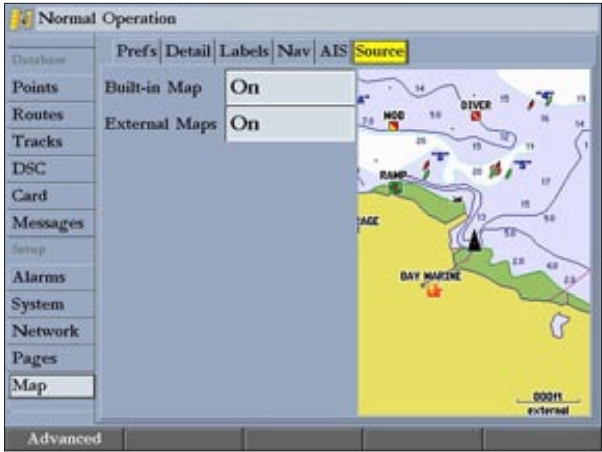 Normal Operation
Prefs Detail Labels Nav AIS Source
Database
Points
Routes
Tracks
DSC
Card
Messages
Setup
Alarms
System
Network
Pages
Map
Built-in Map On
External Maps On
14
DIVER
MOB
RAMP
BAY MARINE
external
Advanced